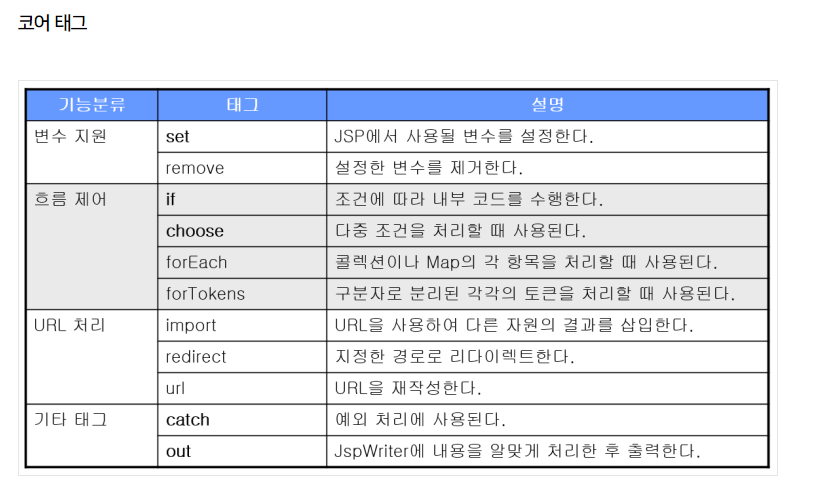 코어 태그
기능분류 태그 설명
변수 지원 set JSP에서 사용될 변수를 설정한다.
remove 설정한 변수를 제거한다.
흐름 제어 if 조건에 따라 내부 코드를 수행한다.
choose 다중 조건을 처리할 때 사용된다.
forEach 콜렉션이나 Map의 각 항목을 처리할 때 사용된다.
forTokens 구분자로 분리된 각각의 토큰을 처리할 때 사용된다.
URL 처리 import URL을 사용하여 다른 자원의 결과를 삽입한다.
redirect 지정한 경로로 리다이렉트한다.
url URL을 재작성한다.
기타 태그 catch 예외 처리에 사용된다.
out JspWriter에 내용을 알맞게 처리한 후 출력한다.